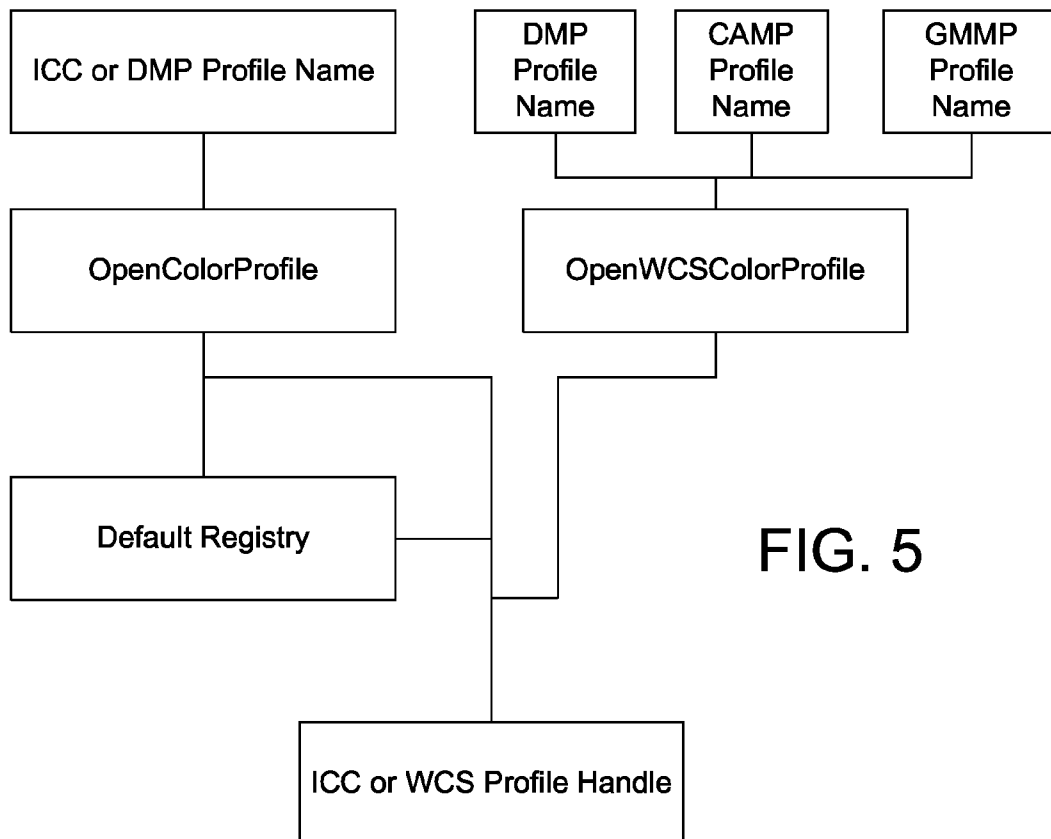 ICC or DMP Profile Name
DMP
Profile
Name
CAMP
Profile
Name
GMMP
Profile
Name
OpenColorProfile
OpenWCSColorProfile
Default Registry
FIG. 5
ICC or WCS Profile Handle